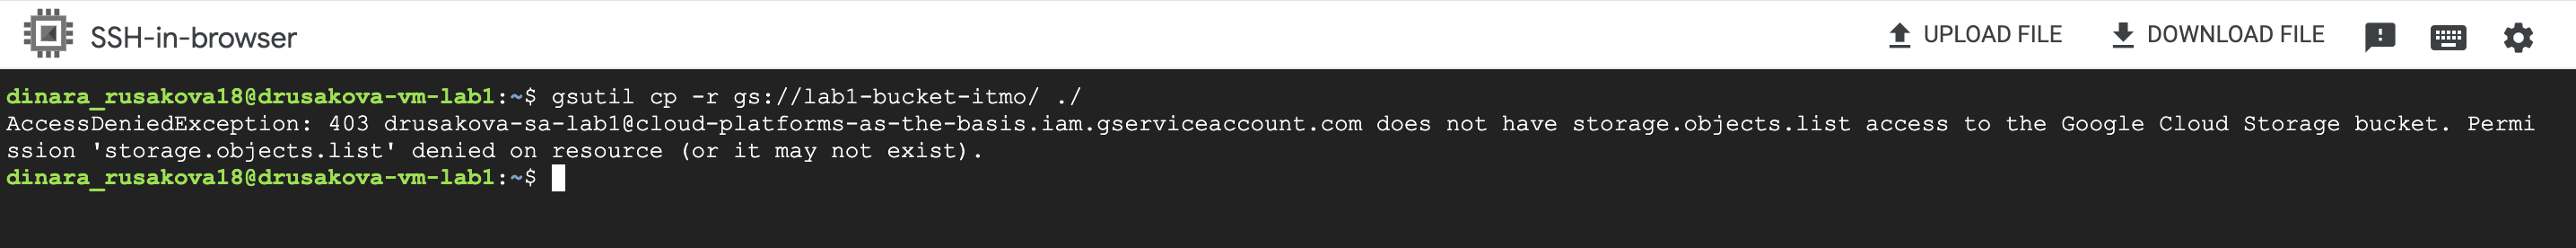 SSH-in-browser
UPLOAD FILE
DOWNLOAD FILE
dinara_rusakova18@drusakova-vm-lab1:~$ gsutil cp -r gs://lab1-bucket-itmo/ ./
AccessDeniedException: 403 drusakova-sa-lab1@cloud-platforms-as-the-basis.iam.gserviceaccount.com does not have storage.objects.list access to the Google Cloud Storage bucket. Permi
ssion 'storage.objects.list' denied on resource (or it may not exist).
dinara_rusakova18@drusakova-vm-lab1:~$